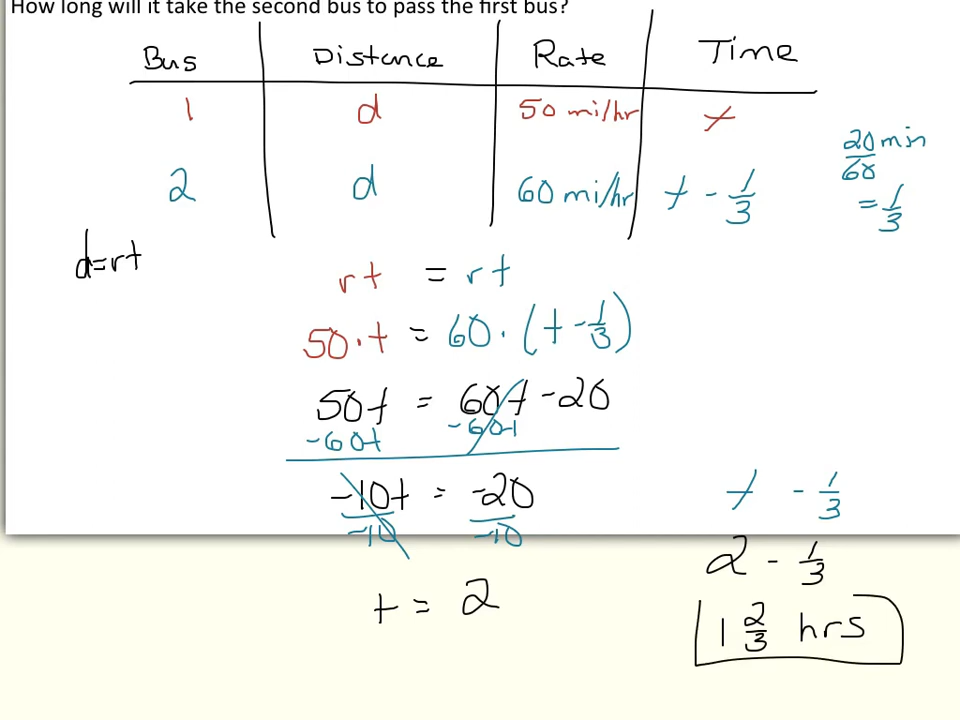 How long will it take the second bus to pass the first bus?
Bus Distance Rate Time
1 d 50 mi/hr t
2 d 60 mi/hr t - 1/3
20/60 min
= 1/3
d=rt
rt = rt
50·t = 60·(t - 1/3)
50t = 60t - 20
-60t -60t
-10t = -20
-10 -10
t = 2
t - 1/3
2 - 1/3
1 2/3 hrs